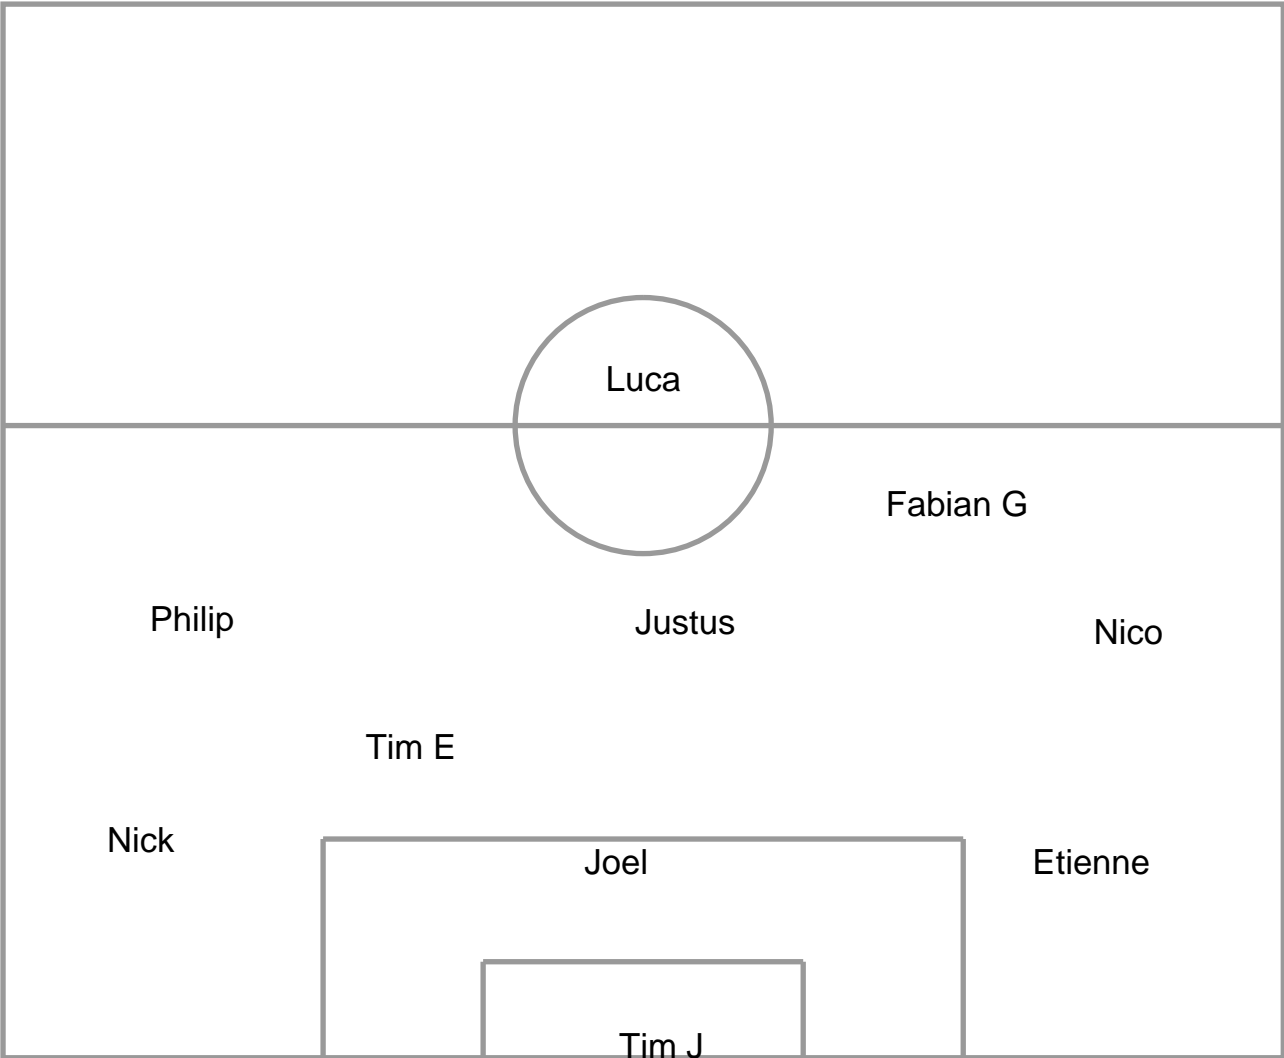 Luca
Fabian G
Philip
Justus
Nico
Tim E
Nick
Joel
Etienne
Tim J